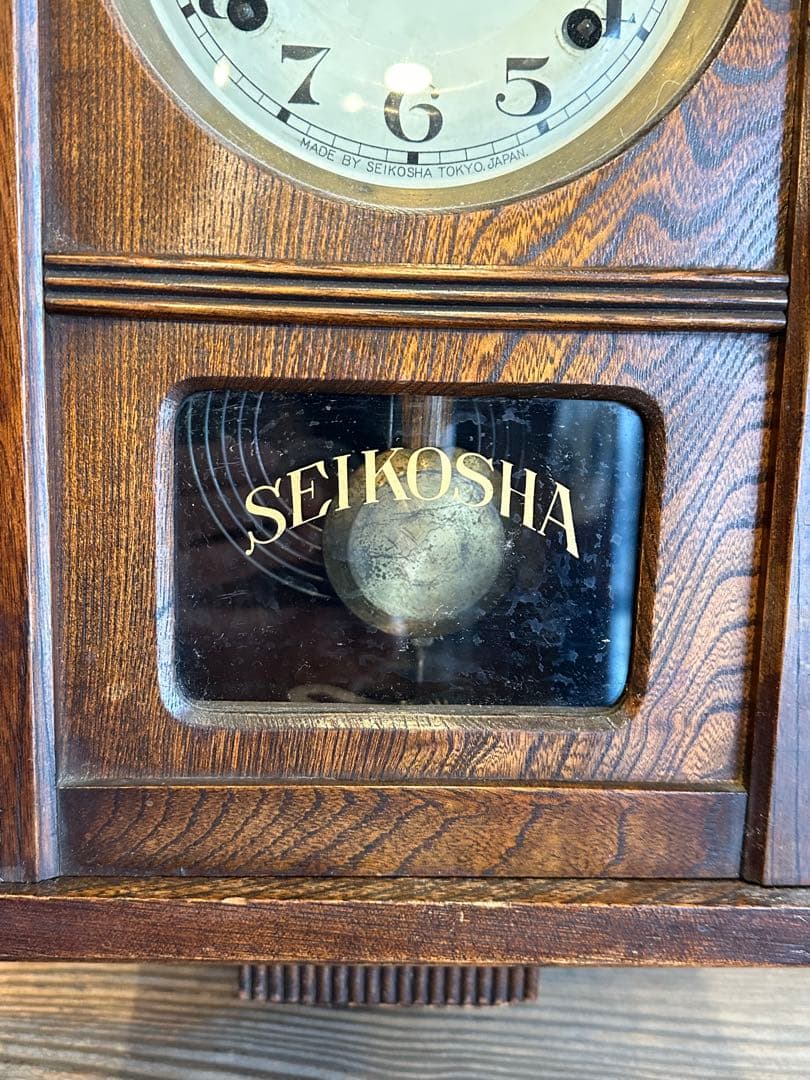 7 6 5
MADE BY SEIKOSHA TOKYO. JAPAN.
SEIKOSHA